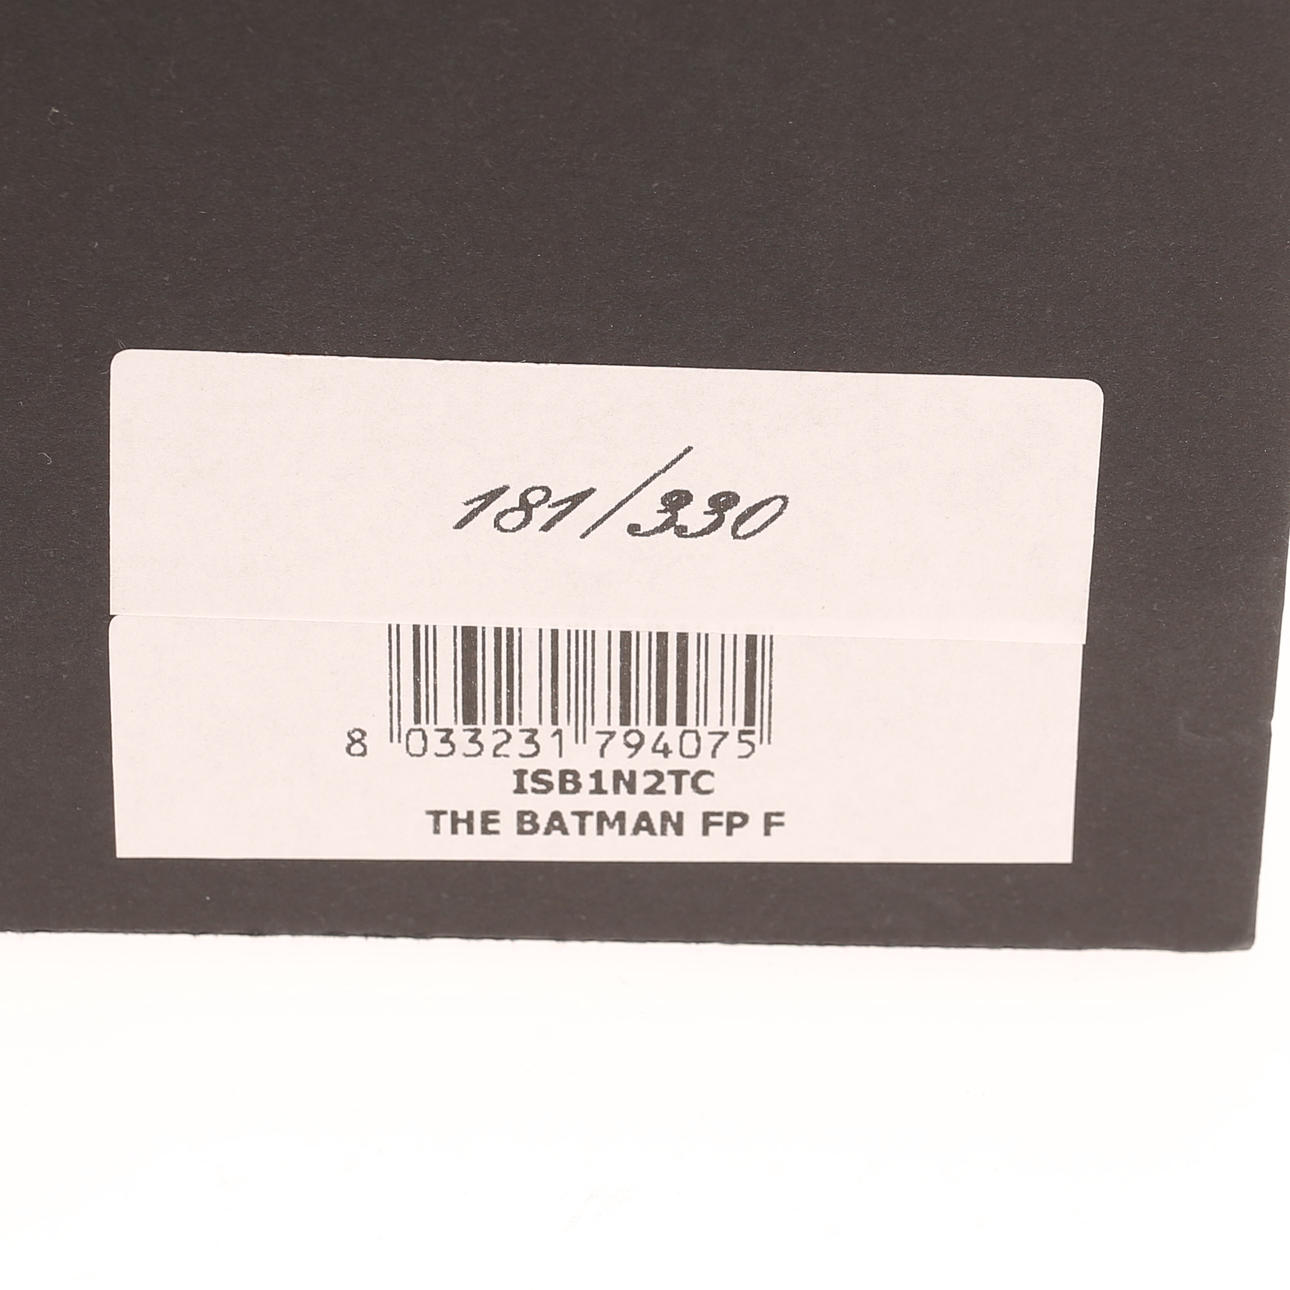 181/330
8 033231 794075
ISB1N2TC
THE BATMAN FP F